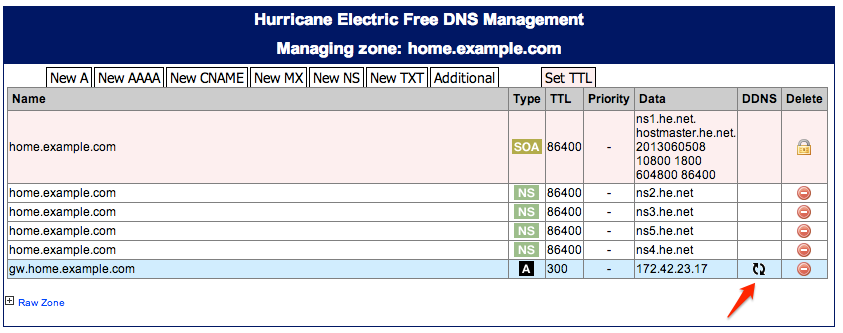 Hurricane Electric Free DNS Management
Managing zone: home.example.com
New A New AAAA New CNAME New MX New NS New TXT Additional Set TTL
Name Type TTL Priority Data DDNS Delete
home.example.com SOA 86400 - ns1.he.net.
hostmaster.he.net.
2013060508
10800 1800
604800 86400
home.example.com NS 86400 - ns2.he.net
home.example.com NS 86400 - ns3.he.net
home.example.com NS 86400 - ns5.he.net
home.example.com NS 86400 - ns4.he.net
gw.home.example.com A 300 - 172.42.23.17
Raw Zone